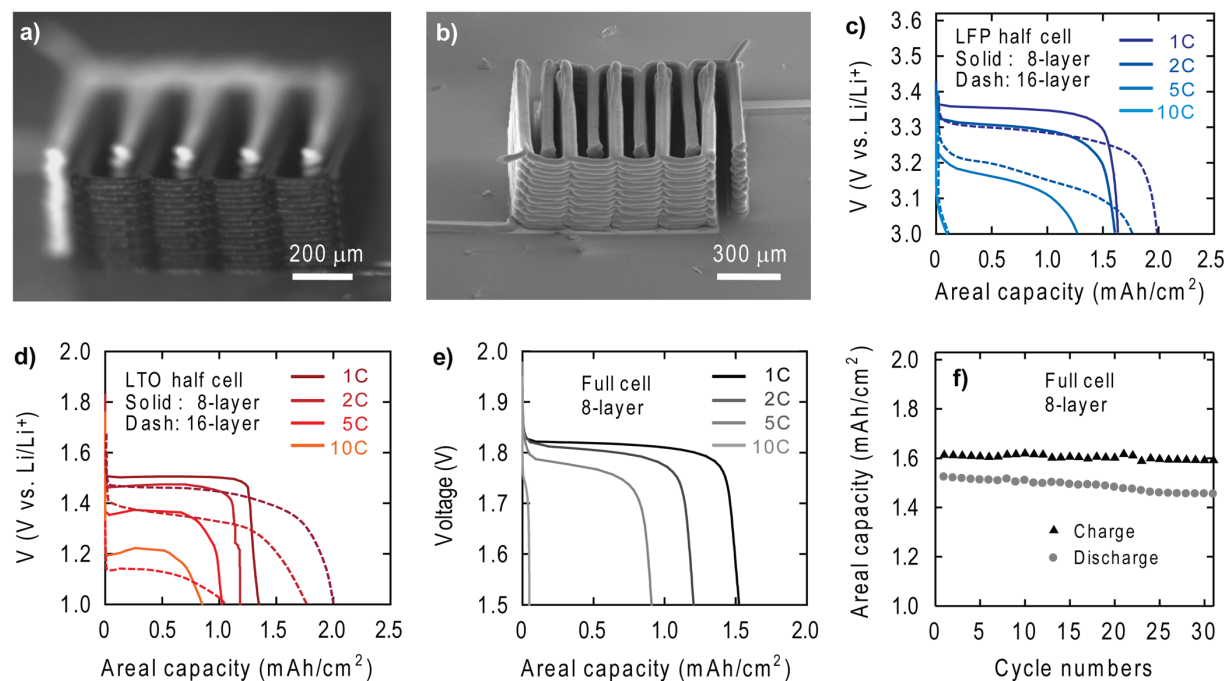 a)
200 μm
b)
300 μm
c)
LFP half cell
Solid : 8-layer
Dash: 16-layer
1C
2C
5C
10C
3.6
3.5
3.4
3.3
3.2
3.1
3.0
V (V vs. Li/Li⁺)
0 0.5 1.0 1.5 2.0 2.5
Areal capacity (mAh/cm²)
d)
LTO half cell
Solid : 8-layer
Dash: 16-layer
1C
2C
5C
10C
2.0
1.8
1.6
1.4
1.2
1.0
V (V vs. Li/Li⁺)
0 0.5 1.0 1.5 2.0 2.5
Areal capacity (mAh/cm²)
e)
Full cell
8-layer
1C
2C
5C
10C
2.0
1.9
1.8
1.7
1.6
1.5
Voltage (V)
0 0.4 0.8 1.2 1.6 2.0
Areal capacity (mAh/cm²)
f)
Full cell
8-layer
Charge
Discharge
2.0
1.8
1.6
1.4
1.2
1.0
Areal capacity (mAh/cm²)
0 5 10 15 20 25 30
Cycle numbers